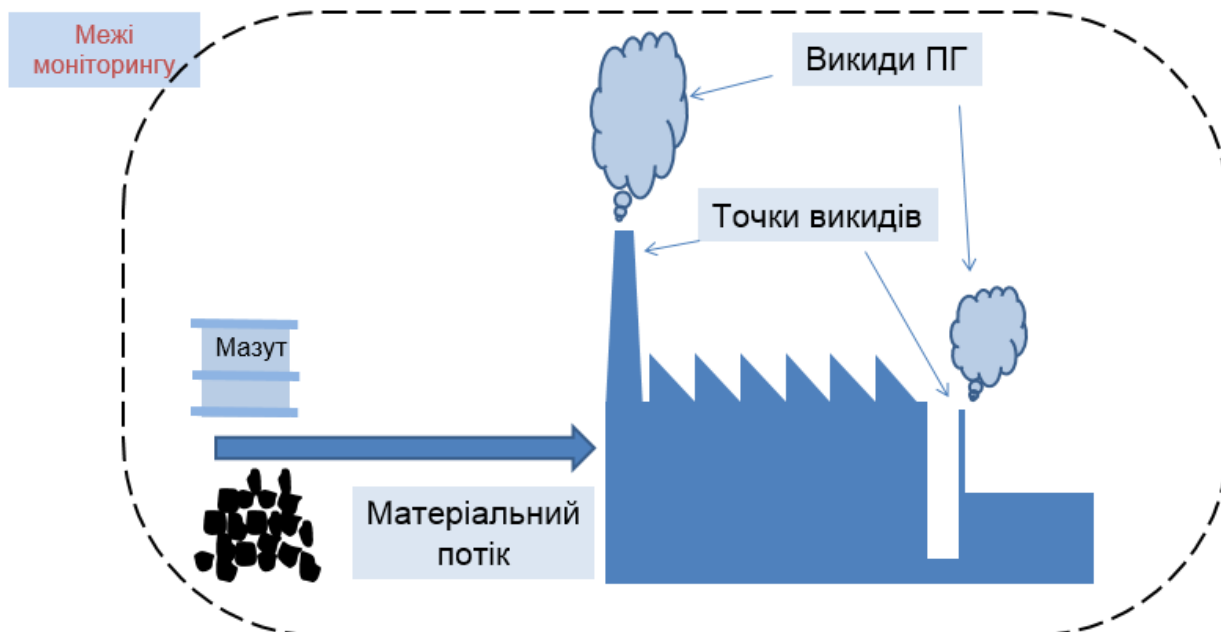 Межі
моніторингу
Викиди ПГ
Точки викидів
Мазут
Матеріальний
потік